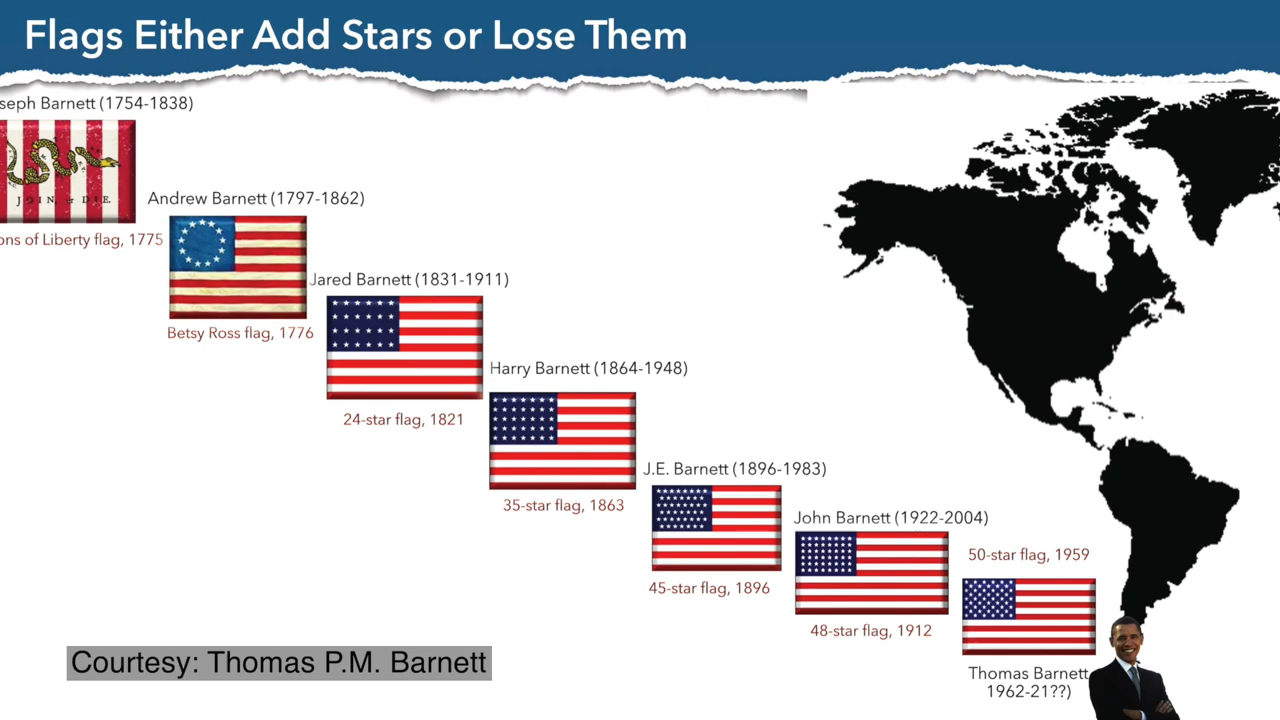 Flags Either Add Stars or Lose Them
seph Barnett (1754-1838)
JOIN, or DIE.
ons of Liberty flag, 1775
Andrew Barnett (1797-1862)
Betsy Ross flag, 1776
Jared Barnett (1831-1911)
24-star flag, 1821
Harry Barnett (1864-1948)
35-star flag, 1863
J.E. Barnett (1896-1983)
45-star flag, 1896
John Barnett (1922-2004)
48-star flag, 1912
50-star flag, 1959
Thomas Barnett
1962-21??)
Courtesy: Thomas P.M. Barnett